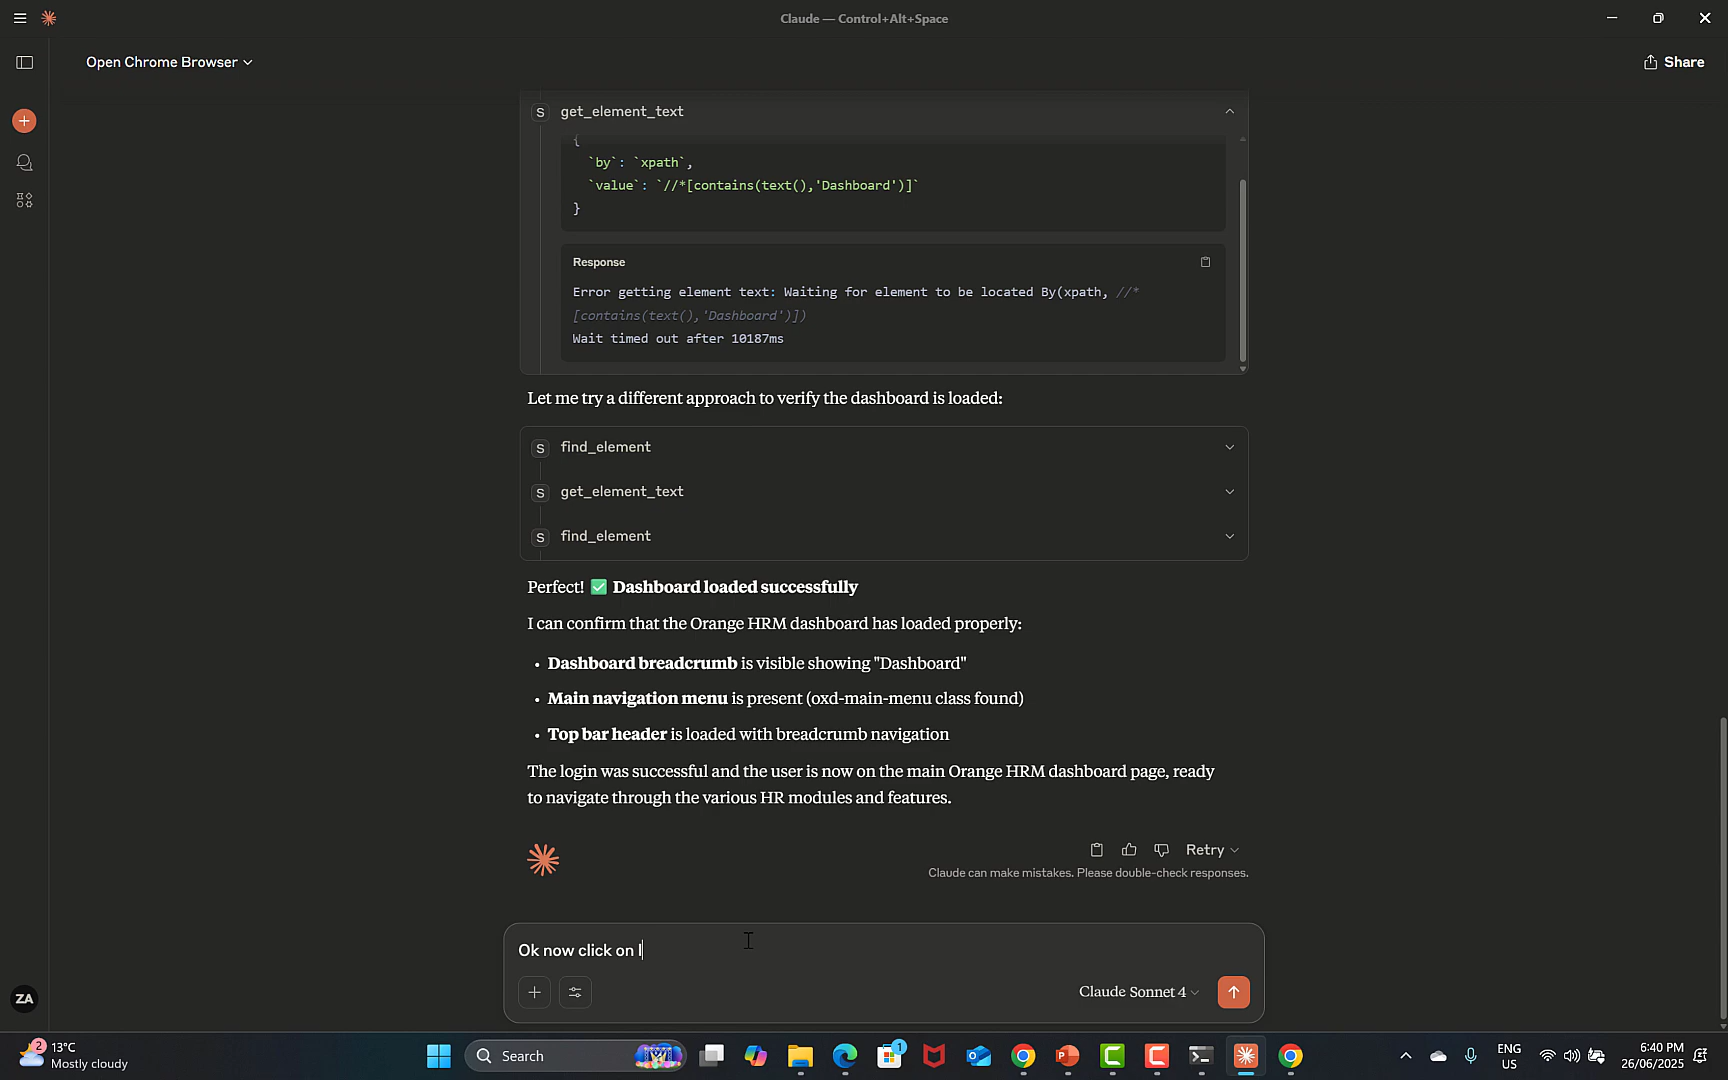 Claude — Control+Alt+Space
Open Chrome Browser
Share
S get_element_text
{
`by`: `xpath`,
`value`: `//*[contains(text(),'Dashboard')]`
}
Response
Error getting element text: Waiting for element to be located By(xpath, //*
[contains(text(),'Dashboard')])
Wait timed out after 10187ms
Let me try a different approach to verify the dashboard is loaded:
S find_element
S get_element_text
S find_element
Perfect! ✅ Dashboard loaded successfully
I can confirm that the Orange HRM dashboard has loaded properly:
• Dashboard breadcrumb is visible showing "Dashboard"
• Main navigation menu is present (oxd-main-menu class found)
• Top bar header is loaded with breadcrumb navigation
The login was successful and the user is now on the main Orange HRM dashboard page, ready
to navigate through the various HR modules and features.
Retry
Claude can make mistakes. Please double-check responses.
Ok now click on l
Claude Sonnet 4
ZA
2
13°C
Mostly cloudy
Search
1
ENG
US
6:40 PM
26/06/2025